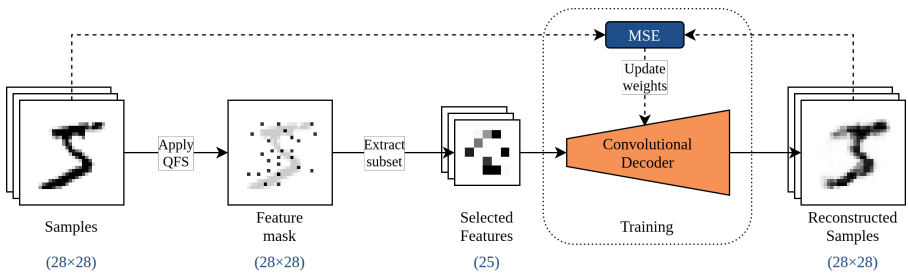 MSE
Update
weights
Apply
QFS
Extract
subset
Convolutional
Decoder
Samples
Feature
mask
Selected
Features
Training
Reconstructed
Samples
(28×28)
(28×28)
(25)
(28×28)